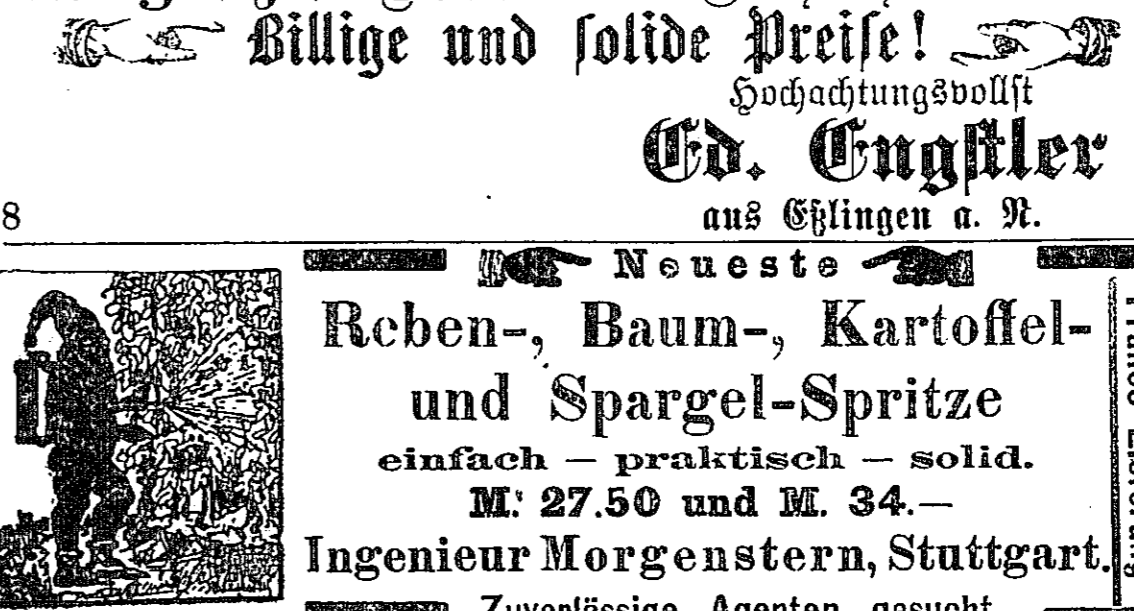 Billige und solide Preise!
Hochachtungsvollst
Ed. Engstler
aus Eßlingen a. N.
8
Neueste
Reben-, Baum-, Kartoffel-
und Spargel-Spritze
einfach — praktisch — solid.
M. 27.50 und M. 34.—
Ingenieur Morgenstern, Stuttgart.
Zuverlässige Agenten gesucht